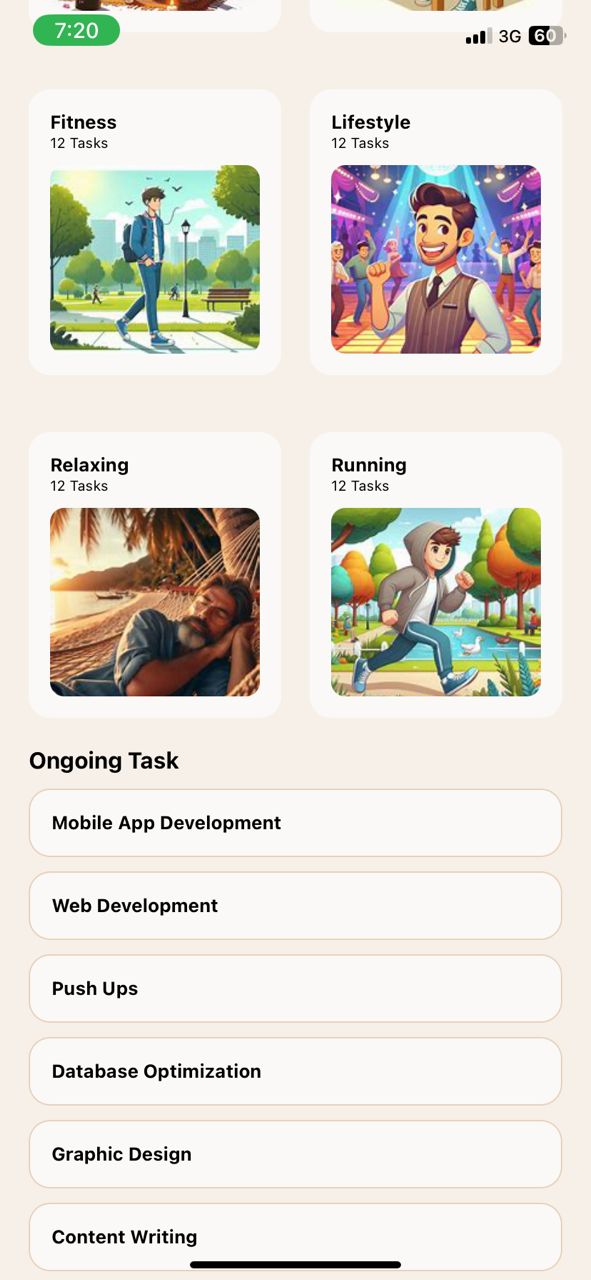 7:20
3G 60
Fitness
12 Tasks
Lifestyle
12 Tasks
Relaxing
12 Tasks
Running
12 Tasks
Ongoing Task
Mobile App Development
Web Development
Push Ups
Database Optimization
Graphic Design
Content Writing